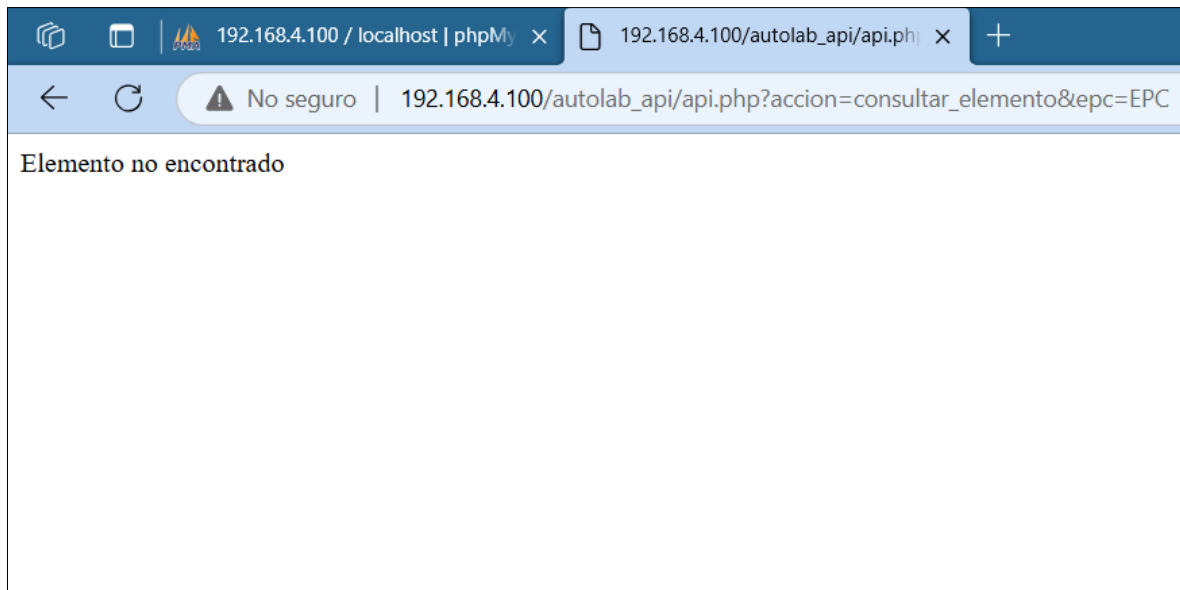 192.168.4.100 / localhost | phpMy
192.168.4.100/autolab_api/api.ph
No seguro | 192.168.4.100/autolab_api/api.php?accion=consultar_elemento&epc=EPC
Elemento no encontrado